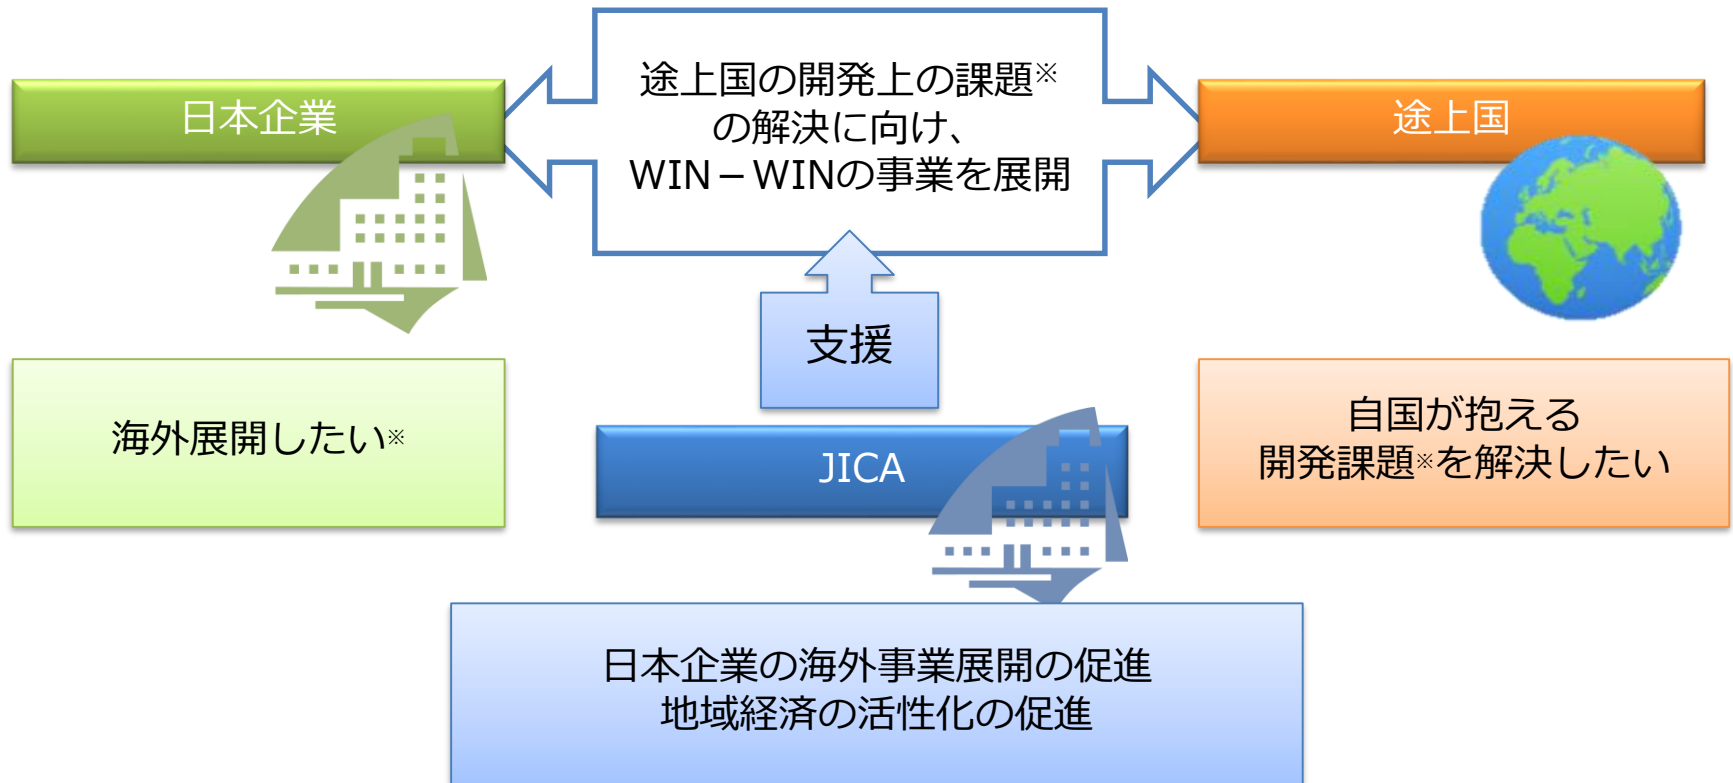 日本企業
途上国の開発上の課題※
の解決に向け、
WIN－WINの事業を展開
途上国
支援
海外展開したい※
JICA
自国が抱える
開発課題※を解決したい
日本企業の海外事業展開の促進
地域経済の活性化の促進